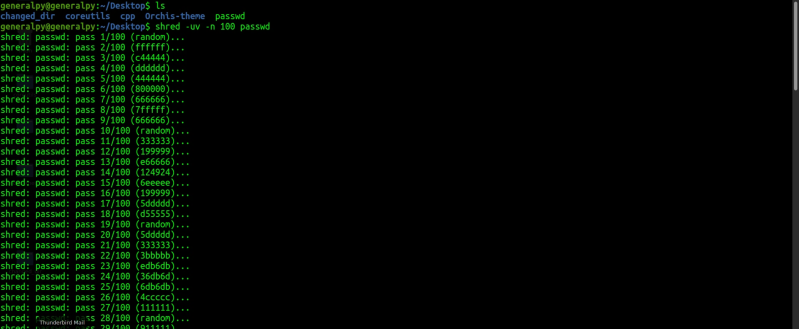 generalpy@generalpy:~/Desktop$ ls
changed_dir coreutils cpp Orchis-theme passwd
generalpy@generalpy:~/Desktop$ shred -uv -n 100 passwd
shred: passwd: pass 1/100 (random)...
shred: passwd: pass 2/100 (ffffff)...
shred: passwd: pass 3/100 (c44444)...
shred: passwd: pass 4/100 (dddddd)...
shred: passwd: pass 5/100 (444444)...
shred: passwd: pass 6/100 (800000)...
shred: passwd: pass 7/100 (666666)...
shred: passwd: pass 8/100 (7fffff)...
shred: passwd: pass 9/100 (666666)...
shred: passwd: pass 10/100 (random)...
shred: passwd: pass 11/100 (333333)...
shred: passwd: pass 12/100 (199999)...
shred: passwd: pass 13/100 (e66666)...
shred: passwd: pass 14/100 (124924)...
shred: passwd: pass 15/100 (6eeeee)...
shred: passwd: pass 16/100 (199999)...
shred: passwd: pass 17/100 (5ddddd)...
shred: passwd: pass 18/100 (d55555)...
shred: passwd: pass 19/100 (random)...
shred: passwd: pass 20/100 (5ddddd)...
shred: passwd: pass 21/100 (333333)...
shred: passwd: pass 22/100 (3bbbbb)...
shred: passwd: pass 23/100 (edb6db)...
shred: passwd: pass 24/100 (36db6d)...
shred: passwd: pass 25/100 (6db6db)...
shred: passwd: pass 26/100 (4ccccc)...
shred: passwd: pass 27/100 (111111)...
shred: passwd: pass 28/100 (random)...
Thunderbird Mail
shred: passwd: pass 29/100 (911111)...